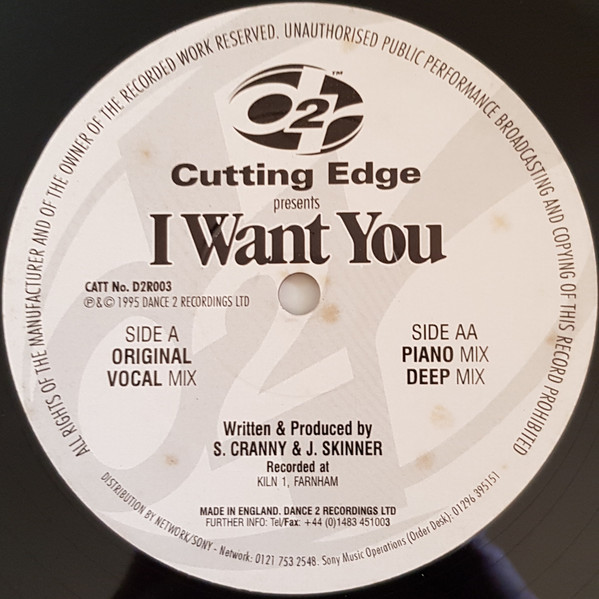 ALL RIGHTS OF THE MANUFACTURER AND OF THE OWNER OF THE RECORDED WORK RESERVED. UNAUTHORISED PUBLIC PERFORMANCE BROADCASTING AND COPYING OF THIS RECORD PROHIBITED
D2R ™
Cutting Edge
presents
I Want You
CATT No. D2R003
℗&© 1995 DANCE 2 RECORDINGS LTD
SIDE A
ORIGINAL
VOCAL MIX
SIDE AA
PIANO MIX
DEEP MIX
Written & Produced by
S. CRANNY & J. SKINNER
Recorded at
KILN 1, FARNHAM
MADE IN ENGLAND. DANCE 2 RECORDINGS LTD
FURTHER INFO: Tel/Fax: +44 (0)1483 451003
DISTRIBUTION BY NETWORK/SONY - Network: 0121 753 2548. Sony Music Operations (Order Desk). 01296 395151